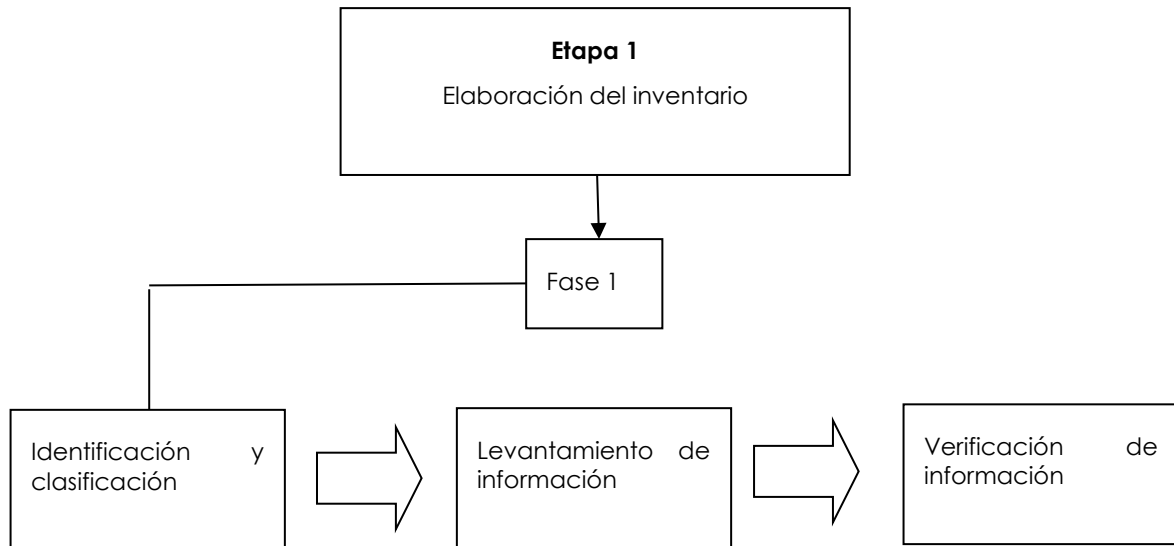 Etapa 1
Elaboración del inventario
Fase 1
Identificación y
clasificación
Levantamiento de
información
Verificación de
información